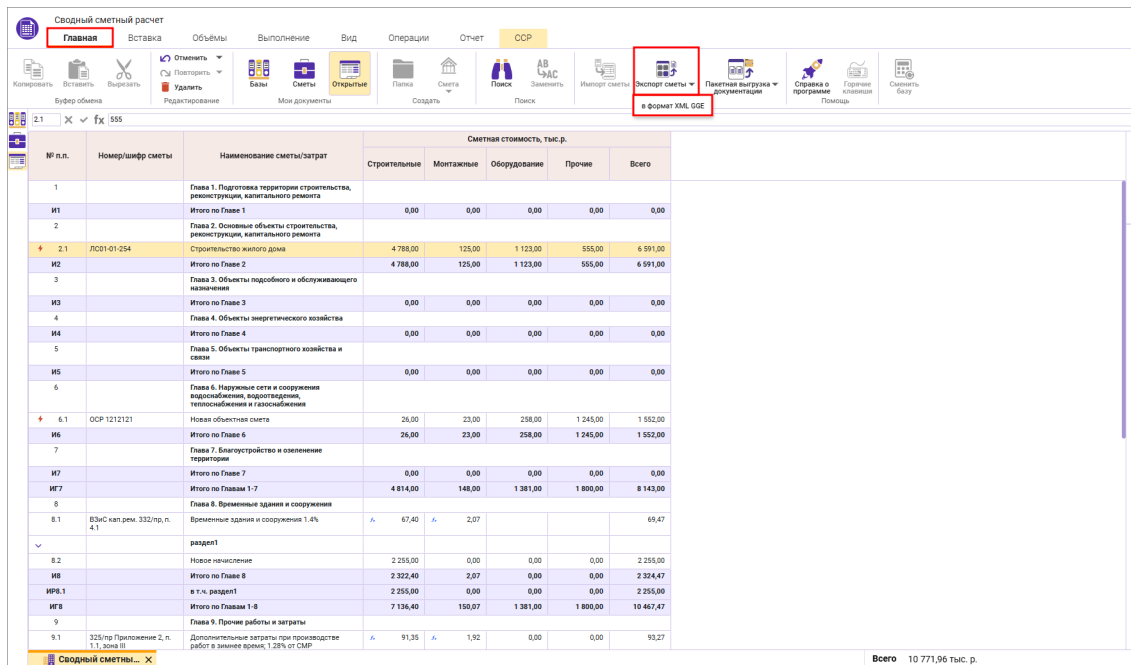 Сводный сметный расчет
Главная Вставка Объёмы Выполнение Вид Операции Отчет ССР
Копировать Вставить Вырезать
Буфер обмена
Отменить
Повторить
Удалить
Редактирование
Базы Сметы Открытые
Мои документы
Папка Смета
Создать
Поиск Заменить
Поиск
AB
AC
Импорт сметы Экспорт сметы Пакетная выгрузка документации
в формат XML GGE
Справка о программе Горячие клавиши
Помощь
Сменить базу
2.1 fx 555
№ п.п. Номер/шифр сметы Наименование сметы/затрат Сметная стоимость, тыс.р.
Строительные Монтажные Оборудование Прочие Всего
1 Глава 1. Подготовка территории строительства,
реконструкции, капитального ремонта
И1 Итого по Главе 1 0,00 0,00 0,00 0,00 0,00
2 Глава 2. Основные объекты строительства,
реконструкции, капитального ремонта
2.1 ЛС01-01-254 Строительство жилого дома 4 788,00 125,00 1 123,00 555,00 6 591,00
И2 Итого по Главе 2 4 788,00 125,00 1 123,00 555,00 6 591,00
3 Глава 3. Объекты подсобного и обслуживающего
назначения
И3 Итого по Главе 3 0,00 0,00 0,00 0,00 0,00
4 Глава 4. Объекты энергетического хозяйства
И4 Итого по Главе 4 0,00 0,00 0,00 0,00 0,00
5 Глава 5. Объекты транспортного хозяйства и
связи
И5 Итого по Главе 5 0,00 0,00 0,00 0,00 0,00
6 Глава 6. Наружные сети и сооружения
водоснабжения, водоотведения,
теплоснабжения и газоснабжения
6.1 ОСР 1212121 Новая объектная смета 26,00 23,00 258,00 1 245,00 1 552,00
И6 Итого по Главе 6 26,00 23,00 258,00 1 245,00 1 552,00
7 Глава 7. Благоустройство и озеленение
территории
И7 Итого по Главе 7 0,00 0,00 0,00 0,00 0,00
ИГ7 Итого по Главам 1-7 4 814,00 148,00 1 381,00 1 800,00 8 143,00
8 Глава 8. Временные здания и сооружения
8.1 ВЗиС кап.рем. 332/пр, п. Временные здания и сооружения 1.4% 67,40 2,07 69,47
4.1
раздел1
8.2 Новое начисление 2 255,00 0,00 0,00 0,00 2 255,00
И8 Итого по Главе 8 2 322,40 2,07 0,00 0,00 2 324,47
ИР8.1 в т.ч. раздел1 2 255,00 0,00 0,00 0,00 2 255,00
ИГ8 Итого по Главам 1-8 7 136,40 150,07 1 381,00 1 800,00 10 467,47
9 Глава 9. Прочие работы и затраты
9.1 325/пр Приложение 2, п. Дополнительные затраты при производстве 91,35 1,92 0,00 0,00 93,27
1.1, зона III работ в зимнее время; 1.28% от СМР
Сводный сметны... Всего 10 771,96 тыс. р.